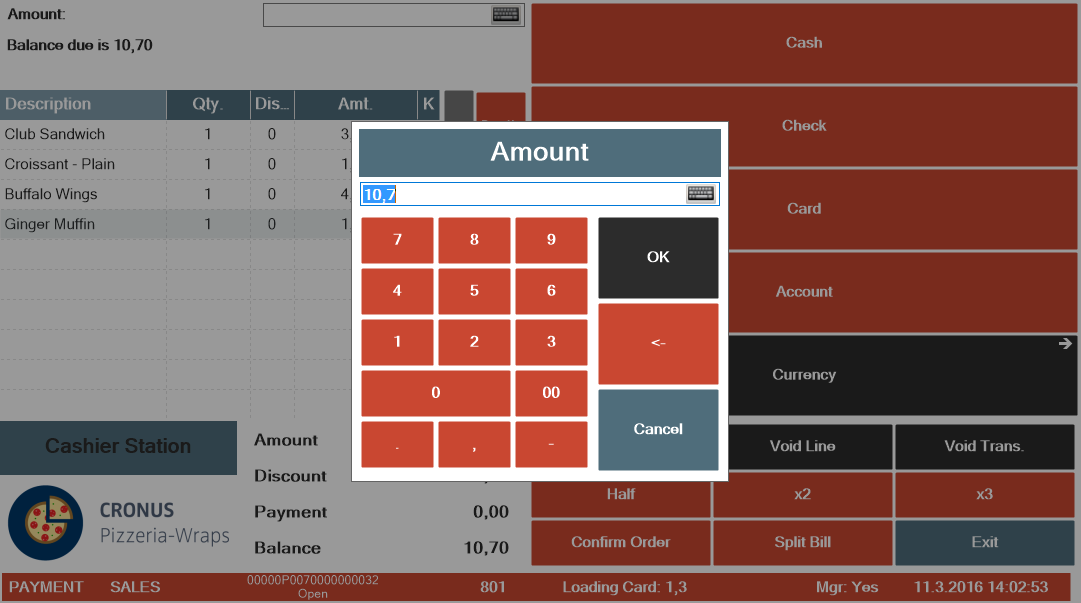 Amount:
Balance due is 10,70
Cash
Check
Card
Account
Currency
Description Qty. Dis... Amt. K
Club Sandwich 1 0 3
Croissant - Plain 1 0 1
Buffalo Wings 1 0 4
Ginger Muffin 1 0 1
Amount
10,7
7 8 9 OK
4 5 6
1 2 3 <-
0 00
. , - Cancel
Cashier Station
CRONUS
Pizzeria-Wraps
Amount
Discount
Payment 0,00
Balance 10,70
Void Line Void Trans.
Half x2 x3
Confirm Order Split Bill Exit
PAYMENT SALES 00000P0070000000032 Open 801 Loading Card: 1,3 Mgr: Yes 11.3.2016 14:02:53